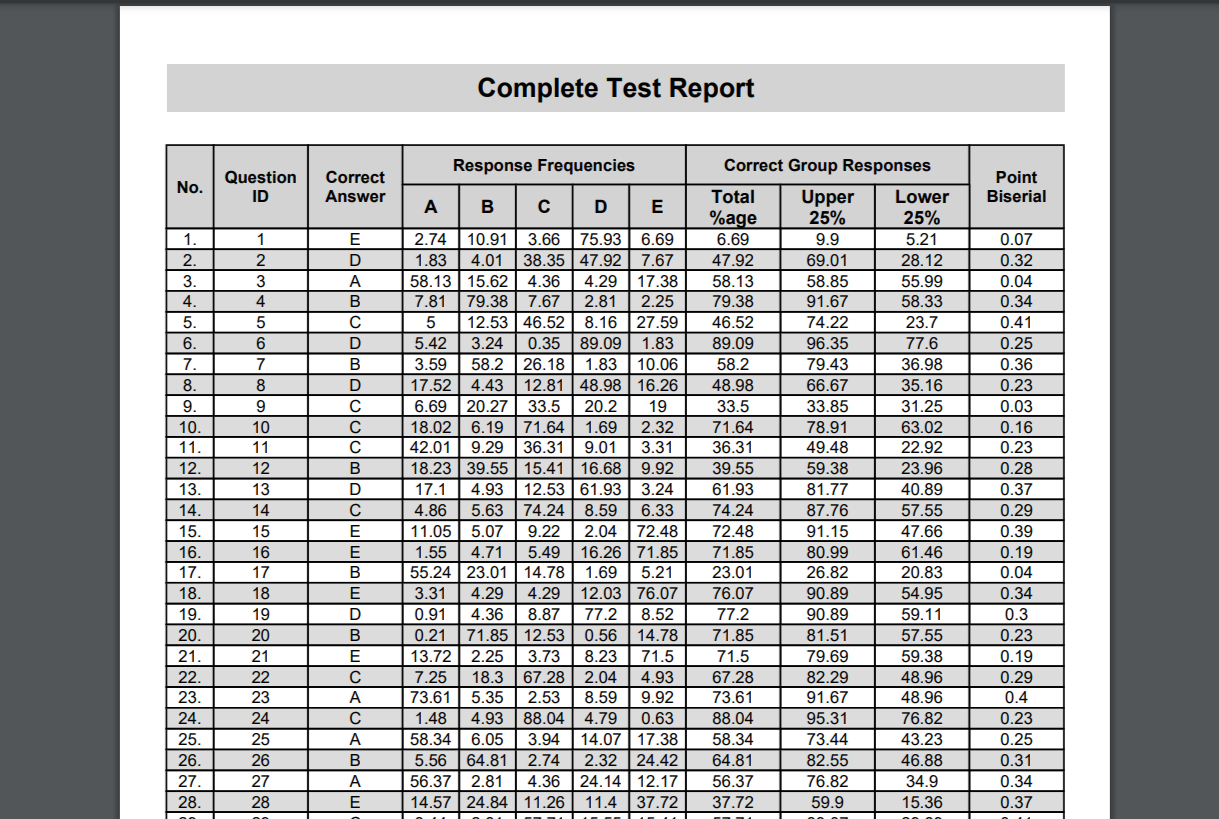 Complete Test Report
No. Question ID Correct Answer Response Frequencies Correct Group Responses Point Biserial
A B C D E Total %age Upper 25% Lower 25%
1. 1 E 2.74 10.91 3.66 75.93 6.69 6.69 9.9 5.21 0.07
2. 2 D 1.83 4.01 38.35 47.92 7.67 47.92 69.01 28.12 0.32
3. 3 A 58.13 15.62 4.36 4.29 17.38 58.13 58.85 55.99 0.04
4. 4 B 7.81 79.38 7.67 2.81 2.25 79.38 91.67 58.33 0.34
5. 5 C 5 12.53 46.52 8.16 27.59 46.52 74.22 23.7 0.41
6. 6 D 5.42 3.24 0.35 89.09 1.83 89.09 96.35 77.6 0.25
7. 7 B 3.59 58.2 26.18 1.83 10.06 58.2 79.43 36.98 0.36
8. 8 D 17.52 4.43 12.81 48.98 16.26 48.98 66.67 35.16 0.23
9. 9 C 6.69 20.27 33.5 20.2 19 33.5 33.85 31.25 0.03
10. 10 C 18.02 6.19 71.64 1.69 2.32 71.64 78.91 63.02 0.16
11. 11 C 42.01 9.29 36.31 9.01 3.31 36.31 49.48 22.92 0.23
12. 12 B 18.23 39.55 15.41 16.68 9.92 39.55 59.38 23.96 0.28
13. 13 D 17.1 4.93 12.53 61.93 3.24 61.93 81.77 40.89 0.37
14. 14 C 4.86 5.63 74.24 8.59 6.33 74.24 87.76 57.55 0.29
15. 15 E 11.05 5.07 9.22 2.04 72.48 72.48 91.15 47.66 0.39
16. 16 E 1.55 4.71 5.49 16.26 71.85 71.85 80.99 61.46 0.19
17. 17 B 55.24 23.01 14.78 1.69 5.21 23.01 26.82 20.83 0.04
18. 18 E 3.31 4.29 4.29 12.03 76.07 76.07 90.89 54.95 0.34
19. 19 D 0.91 4.36 8.87 77.2 8.52 77.2 90.89 59.11 0.3
20. 20 B 0.21 71.85 12.53 0.56 14.78 71.85 81.51 57.55 0.23
21. 21 E 13.72 2.25 3.73 8.23 71.5 71.5 79.69 59.38 0.19
22. 22 C 7.25 18.3 67.28 2.04 4.93 67.28 82.29 48.96 0.29
23. 23 A 73.61 5.35 2.53 8.59 9.92 73.61 91.67 48.96 0.4
24. 24 C 1.48 4.93 88.04 4.79 0.63 88.04 95.31 76.82 0.23
25. 25 A 58.34 6.05 3.94 14.07 17.38 58.34 73.44 43.23 0.25
26. 26 B 5.56 64.81 2.74 2.32 24.42 64.81 82.55 46.88 0.31
27. 27 A 56.37 2.81 4.36 24.14 12.17 56.37 76.82 34.9 0.34
28. 28 E 14.57 24.84 11.26 11.4 37.72 37.72 59.9 15.36 0.37